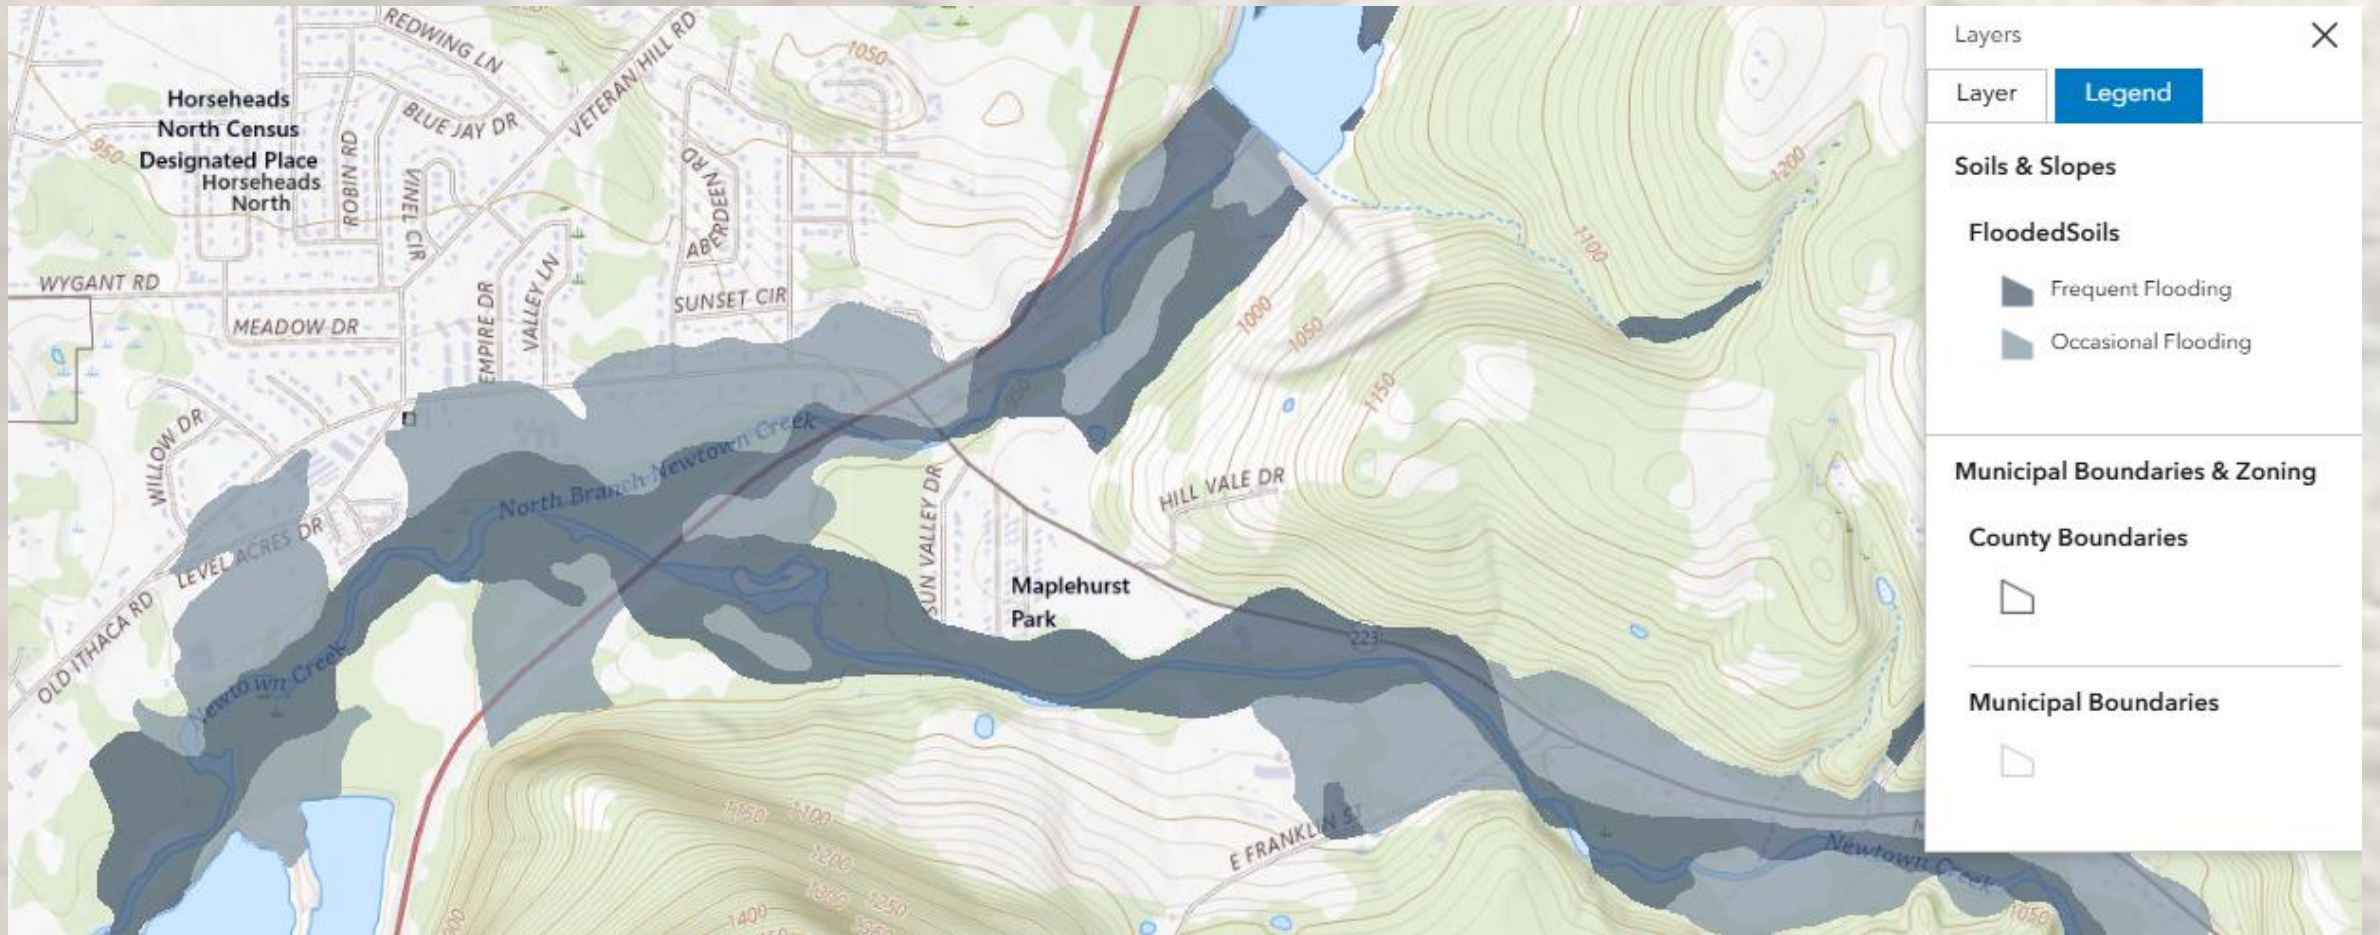 REDWING LN
VETERAN HILL RD
1050
Horseheads
North Census
Designated Place
Horseheads
North
950
BLUE JAY DR
ROBIN RD
VINEL CIR
ABERDEEN RD
WYGANT RD
MEADOW DR
EMPIRE DR
VALLEY LN
SUNSET CIR
1200
1100
1000
1050
1150
950
WILLOW DR
LEVEL ACRES DR
OLD ITHACA RD
North Branch Newtown Creek
Newtown Creek
SUN VALLEY DR
HILL VALE DR
Maplehurst
Park
223
E FRANKLIN ST
1150
1100
1200
1300
1250
1400
Newtown Creek
1050
Layers
Layer
Legend
Soils & Slopes
FloodedSoils
Frequent Flooding
Occasional Flooding
Municipal Boundaries & Zoning
County Boundaries
Municipal Boundaries